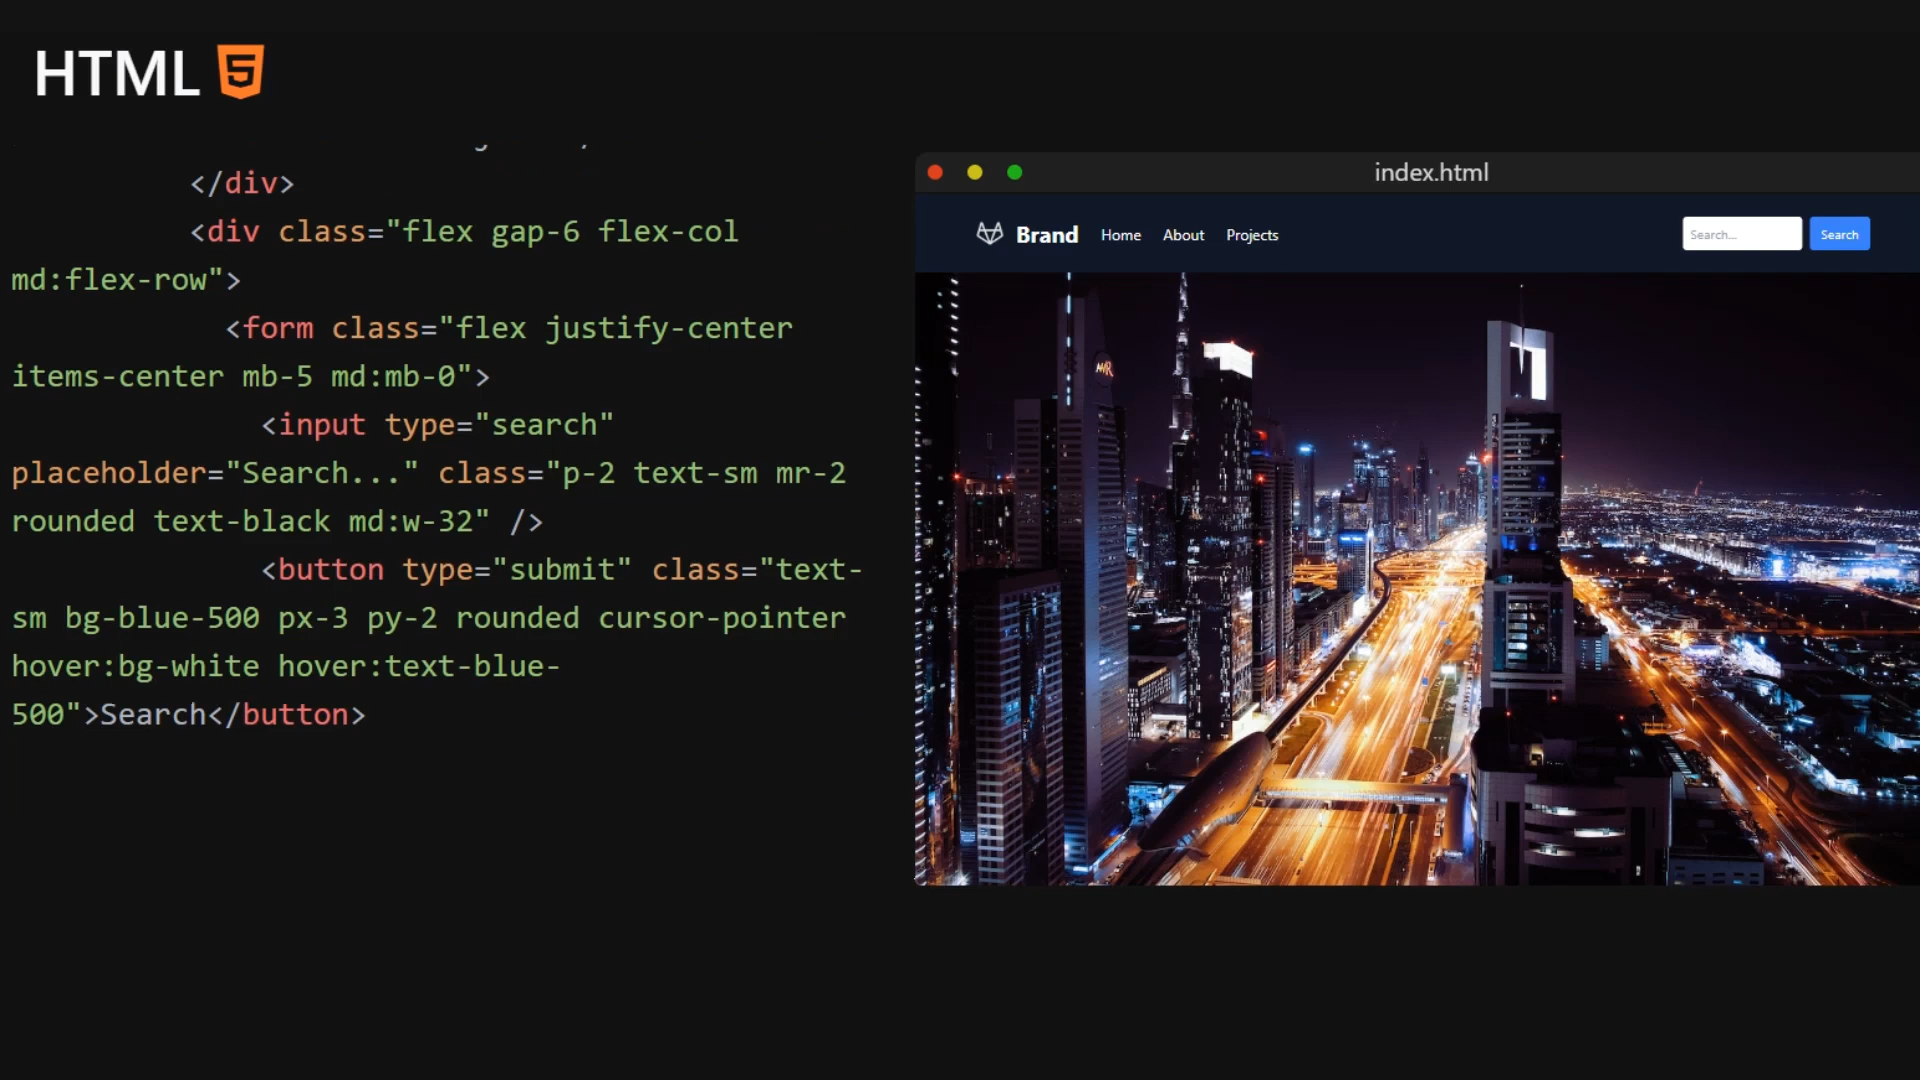 HTML 5
</div>
<div class="flex gap-6 flex-col
md:flex-row">
<form class="flex justify-center
items-center mb-5 md:mb-0">
<input type="search"
placeholder="Search..." class="p-2 text-sm mr-2
rounded text-black md:w-32" />
<button type="submit" class="text-
sm bg-blue-500 px-3 py-2 rounded cursor-pointer
hover:bg-white hover:text-blue-
500">Search</button>
index.html
Brand Home About Projects Search... Search